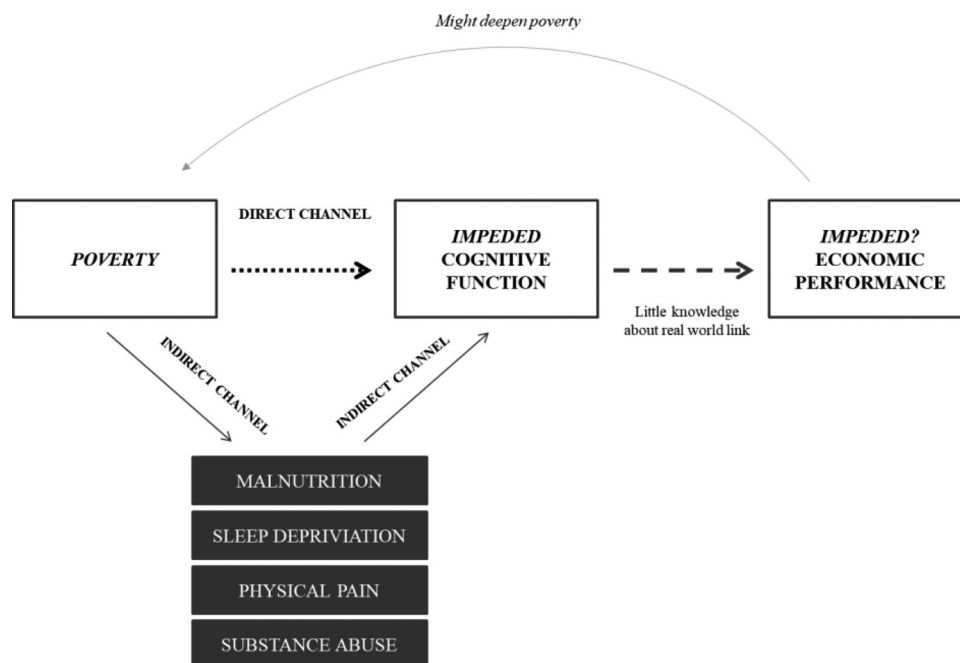 Might deepen poverty
DIRECT CHANNEL
POVERTY
IMPEDED
COGNITIVE
FUNCTION
IMPEDED?
ECONOMIC
PERFORMANCE
Little knowledge
about real world link
INDIRECT CHANNEL
INDIRECT CHANNEL
MALNUTRITION
SLEEP DEPRIVIATION
PHYSICAL PAIN
SUBSTANCE ABUSE